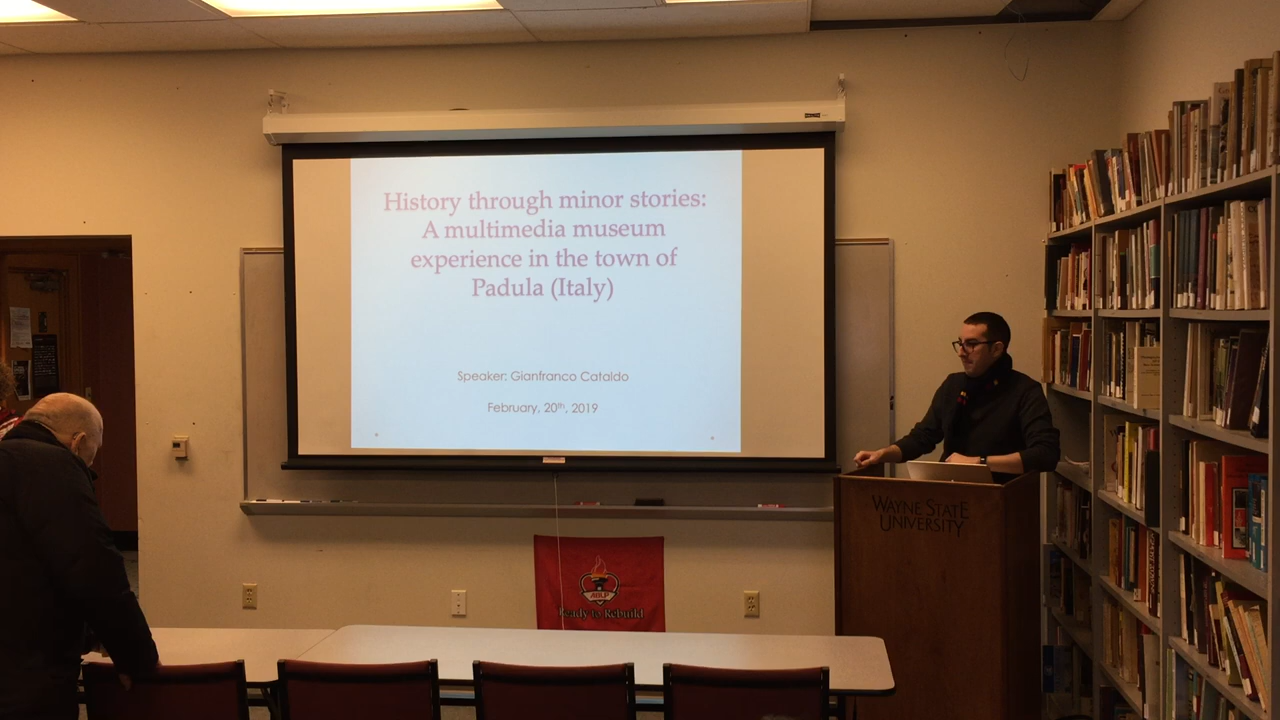 History through minor stories:
A multimedia museum
experience in the town of
Padula (Italy)
Speaker: Gianfranco Cataldo
February, 20th, 2019
WAYNE STATE
UNIVERSITY
Ready to Rebuild